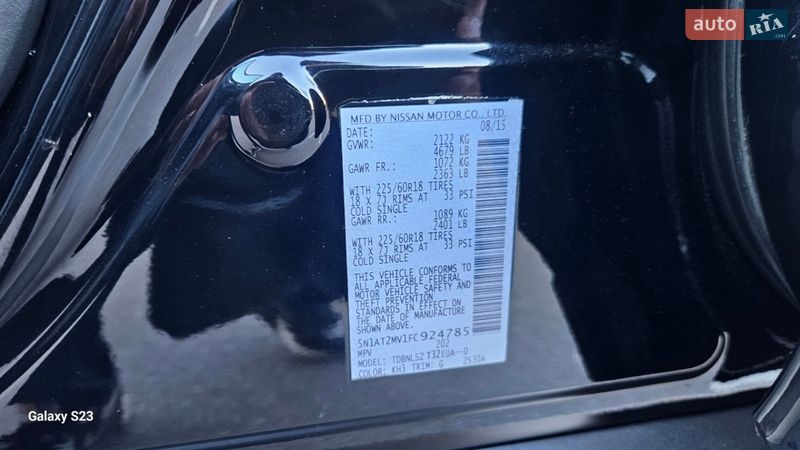 auto RIA
.com
MFD BY NISSAN MOTOR CO., LTD.
DATE: 08/15
GVWR: 2122 KG
4679 LB
GAWR FR.: 1072 KG
2363 LB
WITH 225/60R18 TIRES
18 X 7J RIMS AT 33 PSI
COLD SINGLE
GAWR RR.: 1089 KG
2401 LB
WITH 225/60R18 TIRES
18 X 7J RIMS AT 33 PSI
COLD SINGLE
THIS VEHICLE CONFORMS TO
ALL APPLICABLE FEDERAL
MOTOR VEHICLE SAFETY AND
THEFT PREVENTION
STANDARDS IN EFFECT ON
THE DATE OF MANUFACTURE
SHOWN ABOVE.
5N1AT2MV1FC924785
MPV 202
MODEL: TDBNLS2 T32EUA--D
COLOR: KH3 TRIM: G 2530A
Galaxy S23